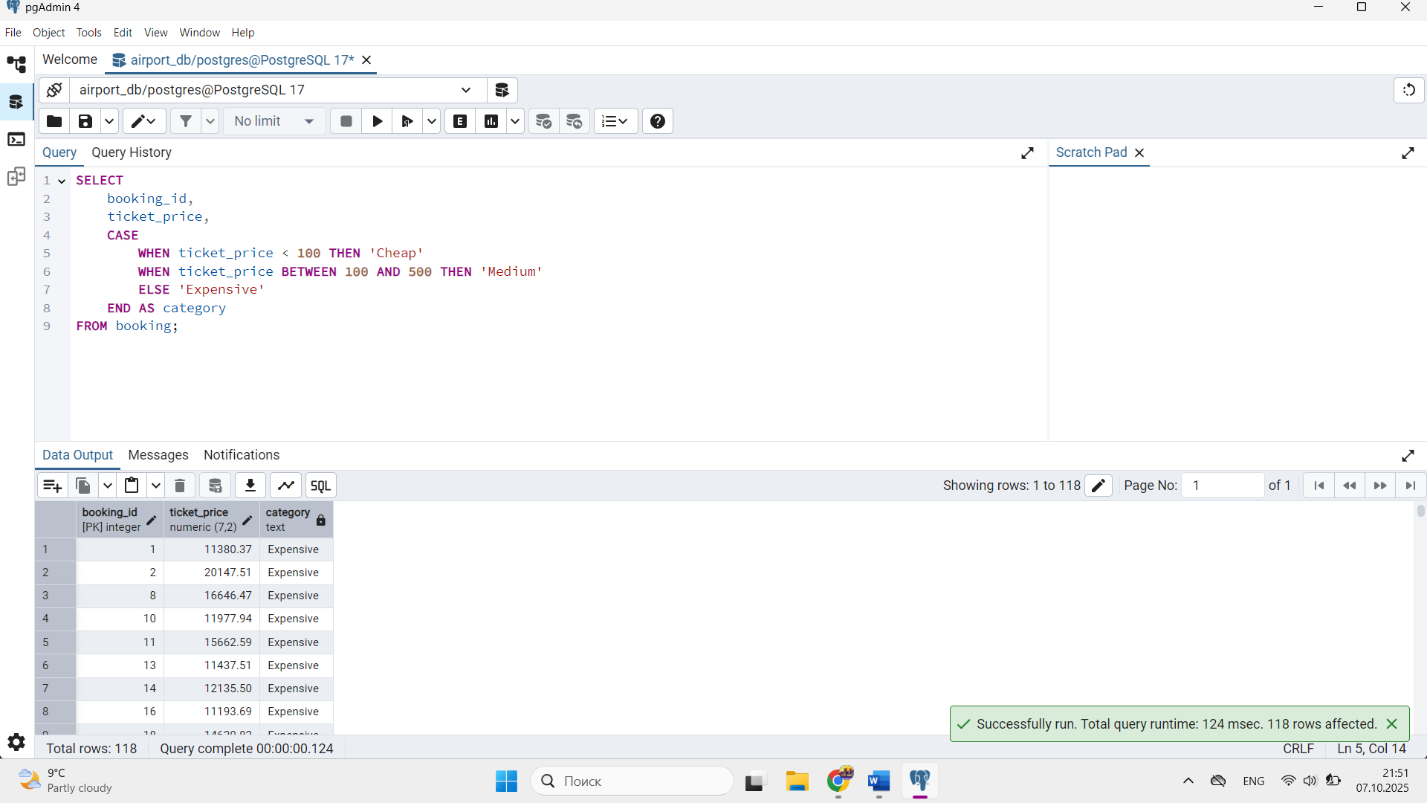 pgAdmin 4
File Object Tools Edit View Window Help
Welcome airport_db/postgres@PostgreSQL 17*
airport_db/postgres@PostgreSQL 17
No limit
E
Query Query History
Scratch Pad
1 SELECT
2 booking_id,
3 ticket_price,
4 CASE
5 WHEN ticket_price < 100 THEN 'Cheap'
6 WHEN ticket_price BETWEEN 100 AND 500 THEN 'Medium'
7 ELSE 'Expensive'
8 END AS category
9 FROM booking;
Data Output Messages Notifications
SQL
Showing rows: 1 to 118 Page No: 1 of 1
booking_id ticket_price category
[PK] integer numeric (7,2) text
1 1 11380.37 Expensive
2 2 20147.51 Expensive
3 8 16646.47 Expensive
4 10 11977.94 Expensive
5 11 15662.59 Expensive
6 13 11437.51 Expensive
7 14 12135.50 Expensive
8 16 11193.69 Expensive
Successfully run. Total query runtime: 124 msec. 118 rows affected.
Total rows: 118 Query complete 00:00:00.124 CRLF Ln 5, Col 14
9°C
Partly cloudy
Поиск
ENG
21:51
07.10.2025